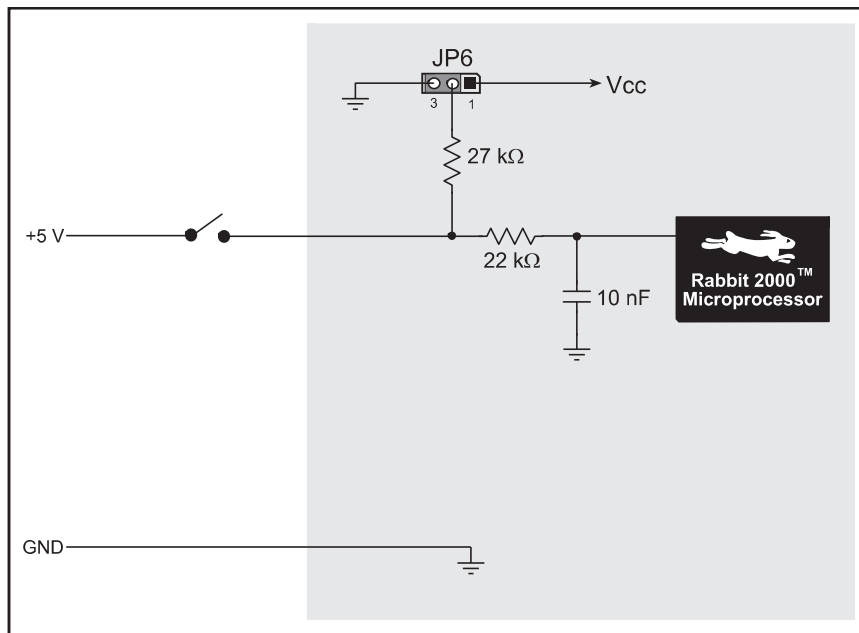 JP6
3 1
Vcc
27 kΩ
+5 V
22 kΩ
10 nF
Rabbit 2000™
Microprocessor
GND